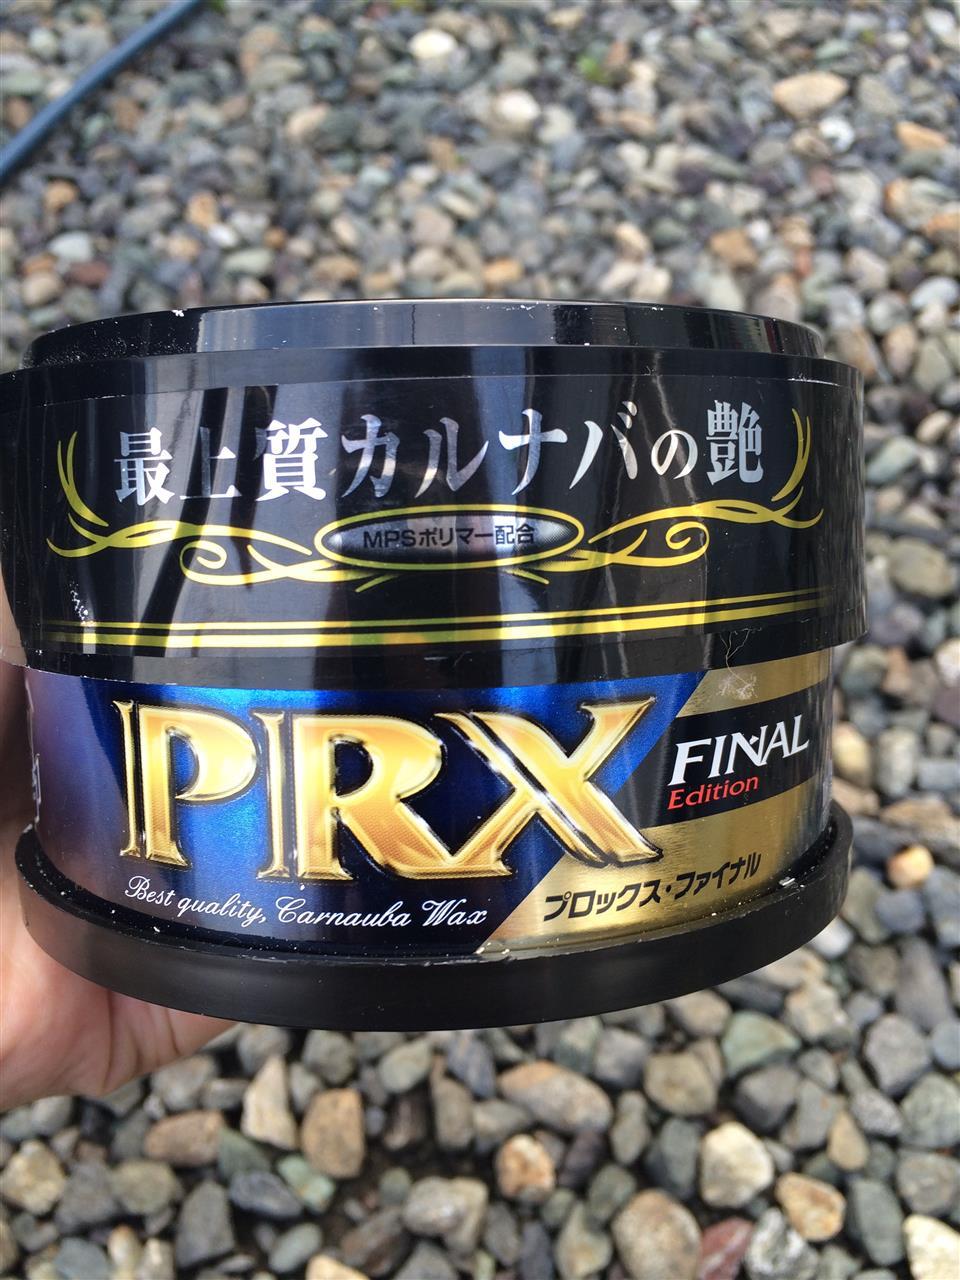 最上質カルナバの艶
MPSポリマー配合
PRX
FINAL
Edition
Best quality, Carnauba Wax
プロックス・ファイナル